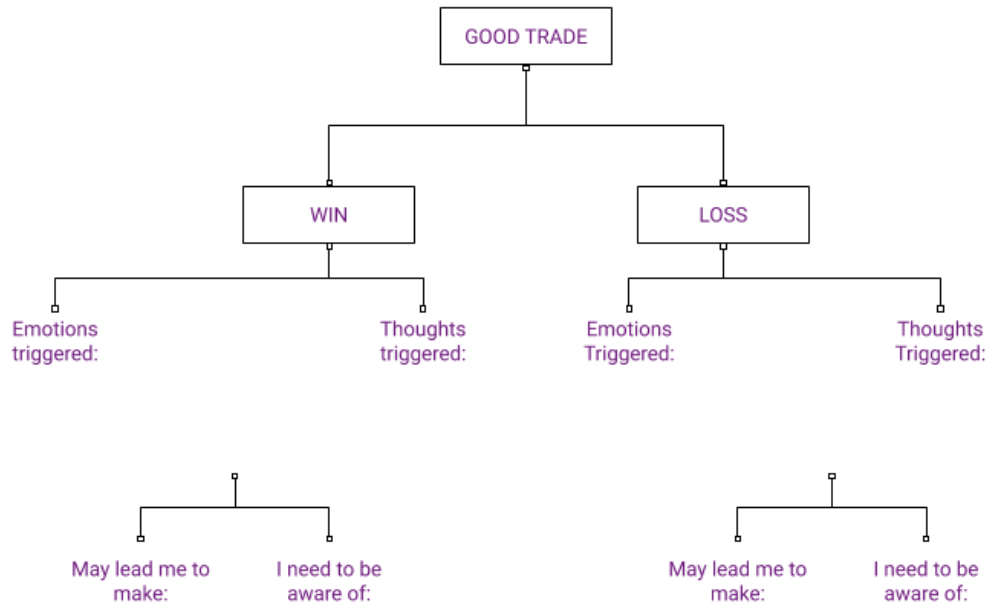 GOOD TRADE
WIN
LOSS
Emotions
triggered:
Thoughts
triggered:
Emotions
Triggered:
Thoughts
Triggered:
May lead me to
make:
I need to be
aware of:
May lead me to
make:
I need to be
aware of: